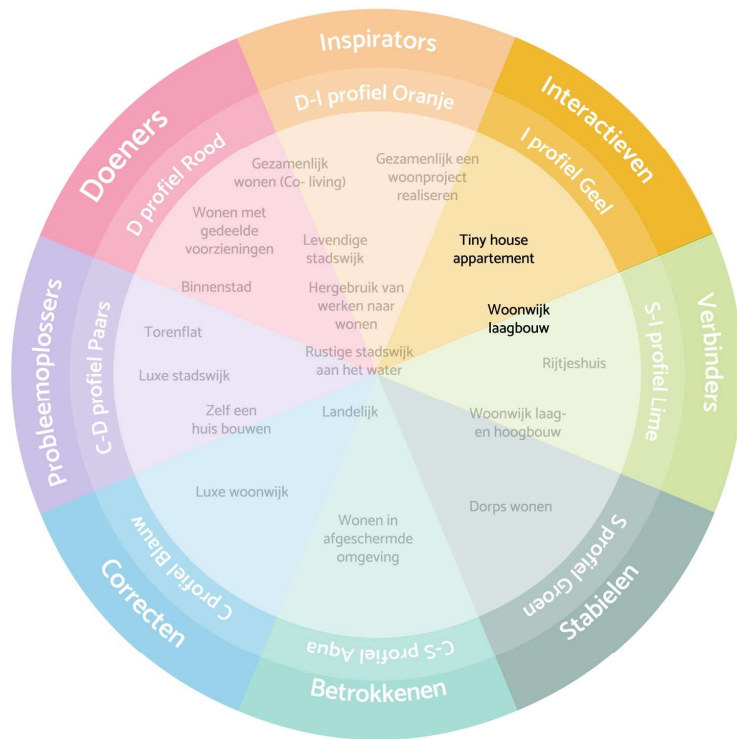 Inspirators
D-I profiel Oranje
Interactieven
I profiel Geel
Verbinders
S-I profiel Lime
Stabielen
S profiel Groen
Betrokkenen
C-S profiel Aqua
Correcten
C profiel Blauw
Probleemoplossers
C-D profiel Paars
Doeners
D profiel Rood
Gezamenlijk
wonen (Co- living)
Gezamenlijk een
woonproject
realiseren
Wonen met
gedeelde
voorzieningen
Levendige
stadswijk
Tiny house
appartement
Binnenstad
Hergebruik van
werken naar
wonen
Woonwijk
laagbouw
Torenflat
Rustige stadswijk
aan het water
Rijtjeshuis
Luxe stadswijk
Zelf een
huis bouwen
Landelijk
Woonwijk laag-
en hoogbouw
Luxe woonwijk
Wonen in
afgeschermde
omgeving
Dorps wonen